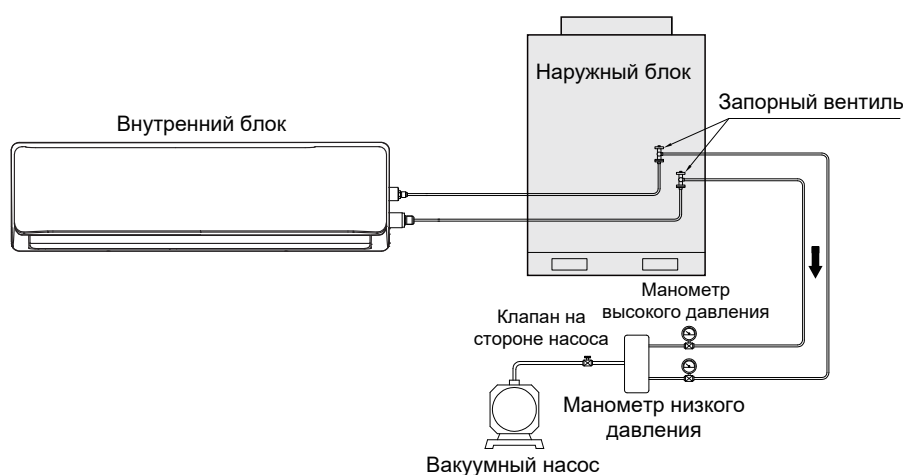 Наружный блок
Запорный вентиль
Внутренний блок
Манометр
высокого давления
Клапан на
стороне насоса
Манометр низкого
давления
Вакуумный насос